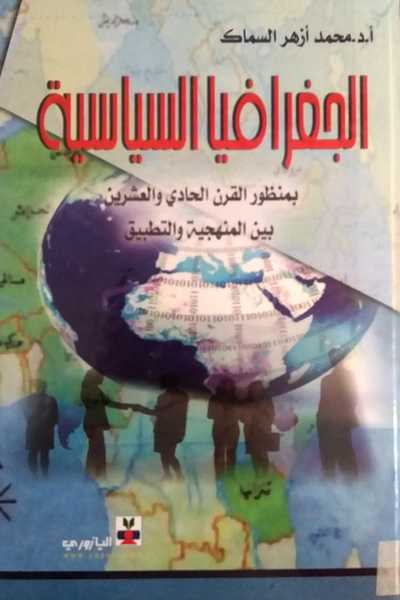 أ.د.محمد أزهر السماك
الجغرافيا السياسية
بمنظور القرن الحادي والعشرين
بين المنهجية والتطبيق
اليازوري